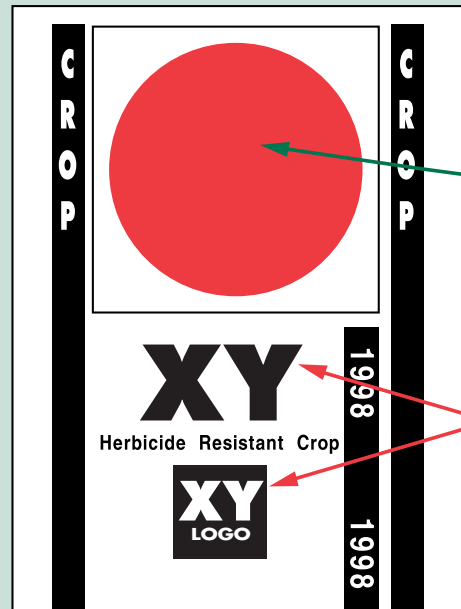 CROP
CROP
XY
Herbicide Resistant Crop
1998
XY
LOGO
1998